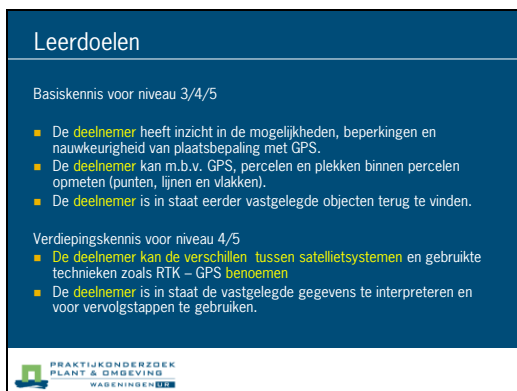 Leerdoelen
Basiskennis voor niveau 3/4/5
De deelnemer heeft inzicht in de mogelijkheden, beperkingen en
nauwkeurigheid van plaatsbepaling met GPS.
De deelnemer kan m.b.v. GPS, percelen en plekken binnen percelen
opmeten (punten, lijnen en vlakken).
De deelnemer is in staat eerder vastgelegde objecten terug te vinden.
Verdiepingskennis voor niveau 4/5
De deelnemer kan de verschillen tussen satellietsystemen en gebruikte
technieken zoals RTK – GPS benoemen
De deelnemer is in staat de vastgelegde gegevens te interpreteren en
voor vervolgstappen te gebruiken.
PRAKTIJKONDERZOEK
PLANT & OMGEVING
WAGENINGEN UR